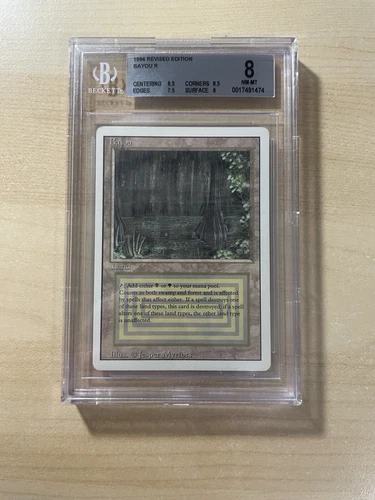 1994 REVISED EDITION
BAYOU R
CENTERING 8.5 CORNERS 8.5
EDGES 7.5 SURFACE 8
8
NM-MT
0017491474
B
BECKETT
Bayou
Land
: Add either or to your mana pool.
Counts as both swamp and forest and is affected
by spells that affect either. If a spell destroys one
of these land types, this card is destroyed; if a spell
alters one of these land types, the other land type
is unaffected.
Illus. © Jesper Myrfors